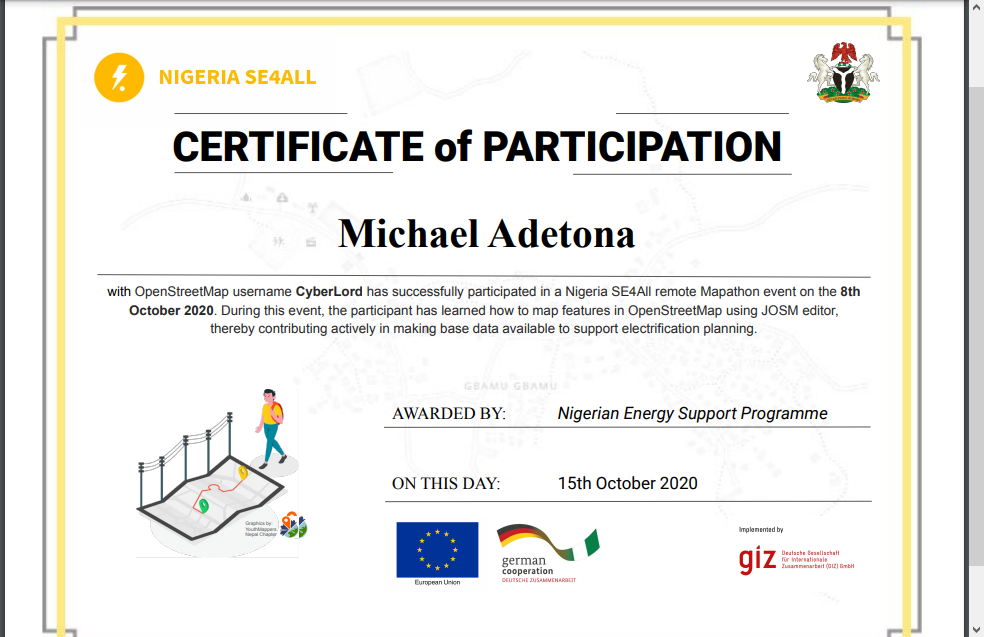 NIGERIA SE4ALL
CERTIFICATE of PARTICIPATION
Michael Adetona
with OpenStreetMap username CyberLord has successfully participated in a Nigeria SE4All remote Mapathon event on the 8th
October 2020. During this event, the participant has learned how to map features in OpenStreetMap using JOSM editor,
thereby contributing actively in making base data available to support electrification planning.
GBAMU GBAMU
AWARDED BY: Nigerian Energy Support Programme
ON THIS DAY: 15th October 2020
Graphics by:
YouthMappers
Nepal Chapter
European Union
german
cooperation
DEUTSCHE ZUSAMMENARBEIT
Implemented by
giz
Deutsche Gesellschaft
für Internationale
Zusammenarbeit (GIZ) GmbH